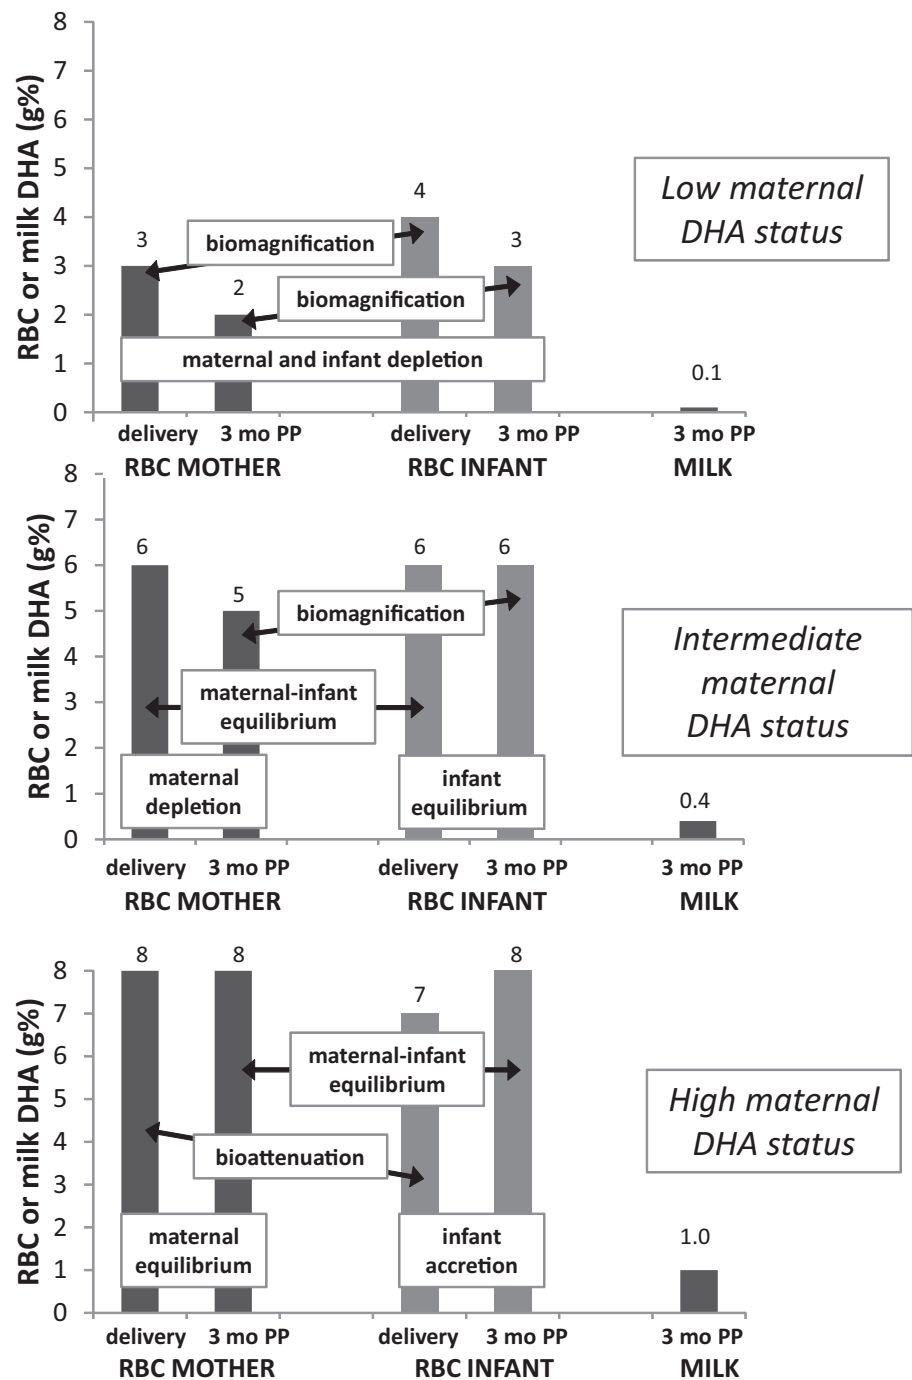 RBC or milk DHA (g%)
8
7
6
5
4
3
2
1
0
3
2
4
3
0.1
biomagnification
biomagnification
maternal and infant depletion
Low maternal
DHA status
delivery 3 mo PP delivery 3 mo PP 3 mo PP
RBC MOTHER RBC INFANT MILK
RBC or milk DHA (g%)
8
7
6
5
4
3
2
1
0
6
5
6
6
0.4
biomagnification
maternal-infant
equilibrium
maternal
depletion
infant
equilibrium
Intermediate
maternal
DHA status
delivery 3 mo PP delivery 3 mo PP 3 mo PP
RBC MOTHER RBC INFANT MILK
RBC or milk DHA (g%)
8
7
6
5
4
3
2
1
0
8
8
7
8
1.0
maternal-infant
equilibrium
bioattenuation
maternal
equilibrium
infant
accretion
High maternal
DHA status
delivery 3 mo PP delivery 3 mo PP 3 mo PP
RBC MOTHER RBC INFANT MILK